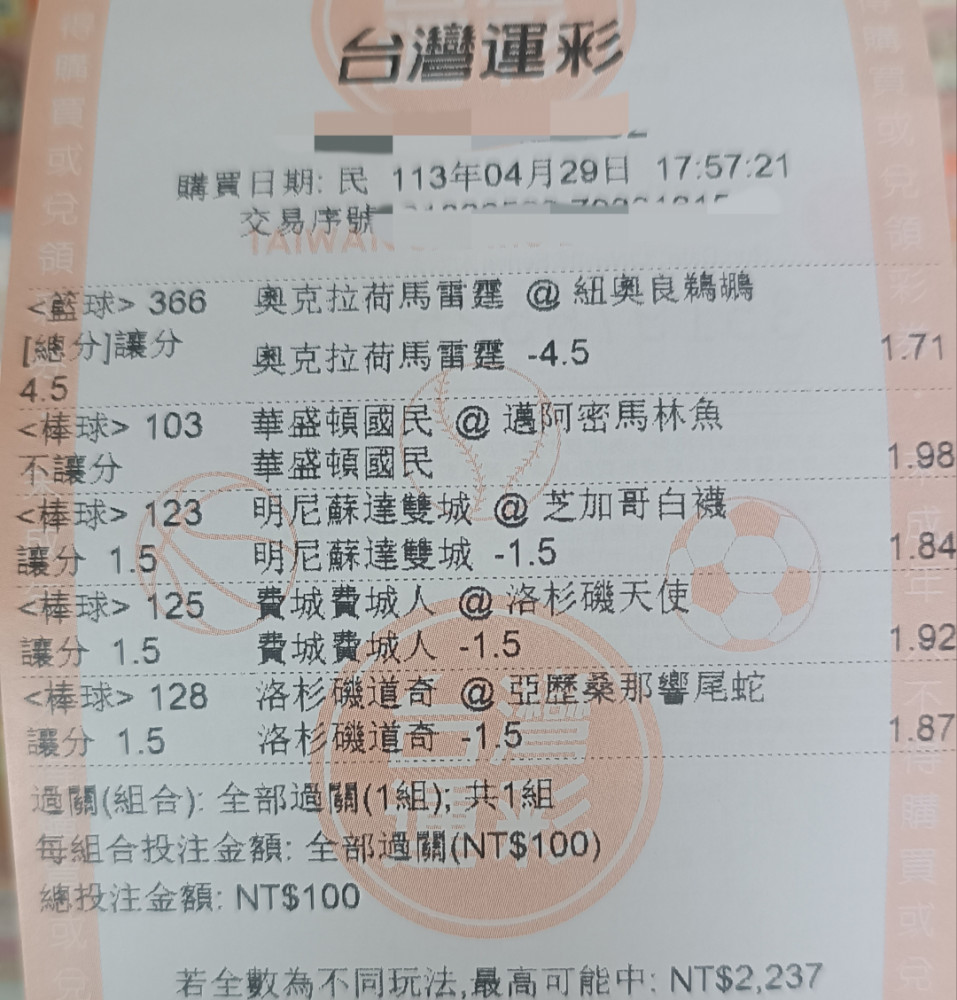 台灣運彩
購買日期: 民 113年04月29日 17:57:21
交易序號
<籃球> 366 奧克拉荷馬雷霆 @ 紐奧良鵜鶘
[總分]讓分 4.5 奧克拉荷馬雷霆 -4.5 1.71
<棒球> 103 華盛頓國民 @ 邁阿密馬林魚
不讓分 華盛頓國民 1.98
<棒球> 123 明尼蘇達雙城 @ 芝加哥白襪
讓分 1.5 明尼蘇達雙城 -1.5 1.84
<棒球> 125 費城費城人 @ 洛杉磯天使
讓分 1.5 費城費城人 -1.5 1.92
<棒球> 128 洛杉磯道奇 @ 亞歷桑那響尾蛇
讓分 1.5 洛杉磯道奇 -1.5 1.87
過關(組合): 全部過關(1組); 共1組
每組合投注金額: 全部過關(NT$100)
總投注金額: NT$100
若全數為不同玩法,最高可能中: NT$2,237